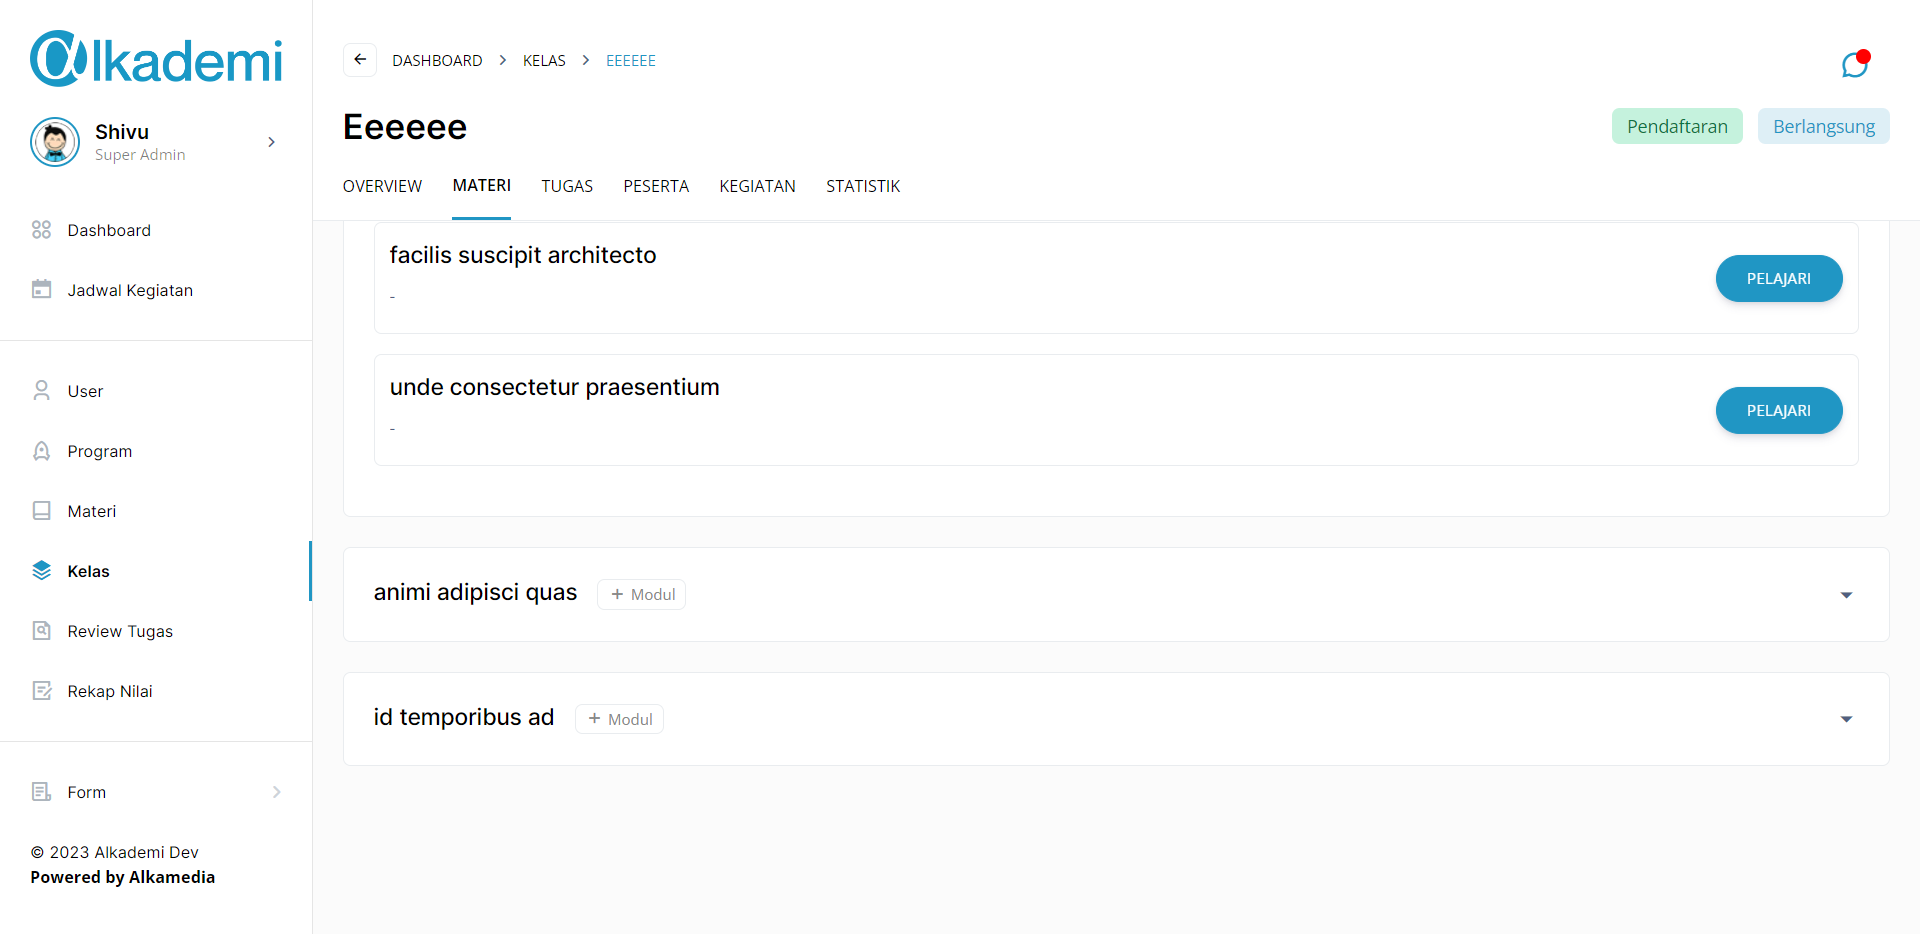 @lkademi
Shivu
Super Admin
Dashboard
Jadwal Kegiatan
User
Program
Materi
Kelas
Review Tugas
Rekap Nilai
Form
© 2023 Alkademi Dev
Powered by Alkamedia
DASHBOARD > KELAS > EEEEEE
Eeeeee
Pendaftaran Berlangsung
OVERVIEW MATERI TUGAS PESERTA KEGIATAN STATISTIK
facilis suscipit architecto
-
PELAJARI
unde consectetur praesentium
-
PELAJARI
animi adipisci quas + Modul
id temporibus ad + Modul